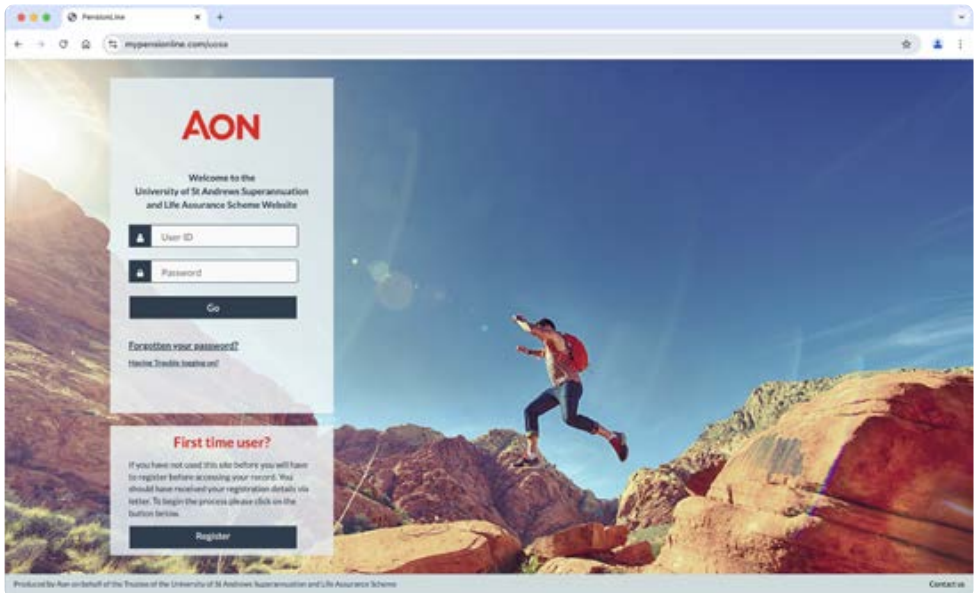 PensionLine
mypensionline.com/uosa
AON
Welcome to the
University of St Andrews Superannuation
and Life Assurance Scheme Website
User ID
Password
Go
Forgotten your password?
Having Trouble logging on?
First time user?
If you have not used this site before you will have
to register before accessing your record. You
should have received your registration details via
letter. To begin the process please click on the
button below.
Register
Produced by Aon on behalf of the Trustee of the University of St Andrews Superannuation and Life Assurance Scheme
Contact us